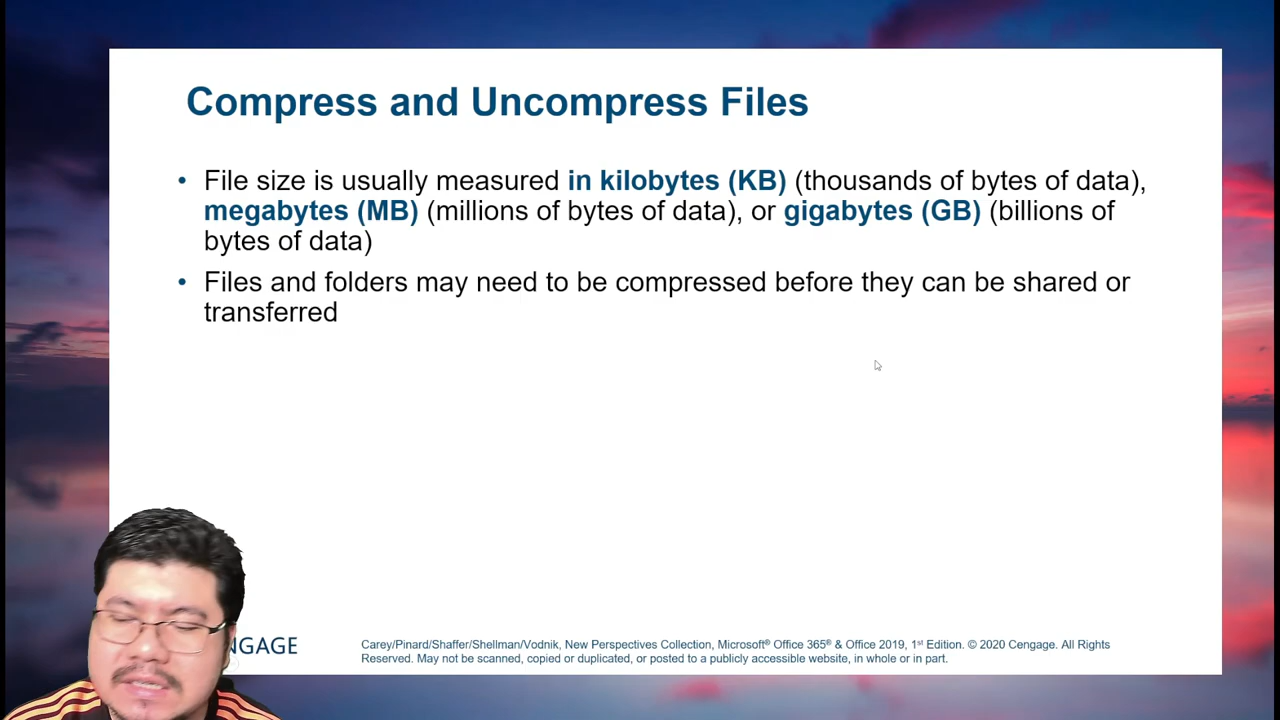 Compress and Uncompress Files
• File size is usually measured in kilobytes (KB) (thousands of bytes of data),
megabytes (MB) (millions of bytes of data), or gigabytes (GB) (billions of
bytes of data)
• Files and folders may need to be compressed before they can be shared or
transferred
NGAGE
Carey/Pinard/Shaffer/Shellman/Vodnik, New Perspectives Collection, Microsoft® Office 365® & Office 2019, 1st Edition. © 2020 Cengage. All Rights
Reserved. May not be scanned, copied or duplicated, or posted to a publicly accessible website, in whole or in part.